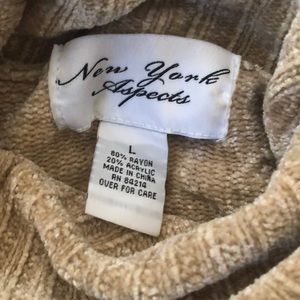 New York
Aspects
L
80% RAYON
20% ACRYLIC
MADE IN CHINA
RN 84214
OVER FOR CARE